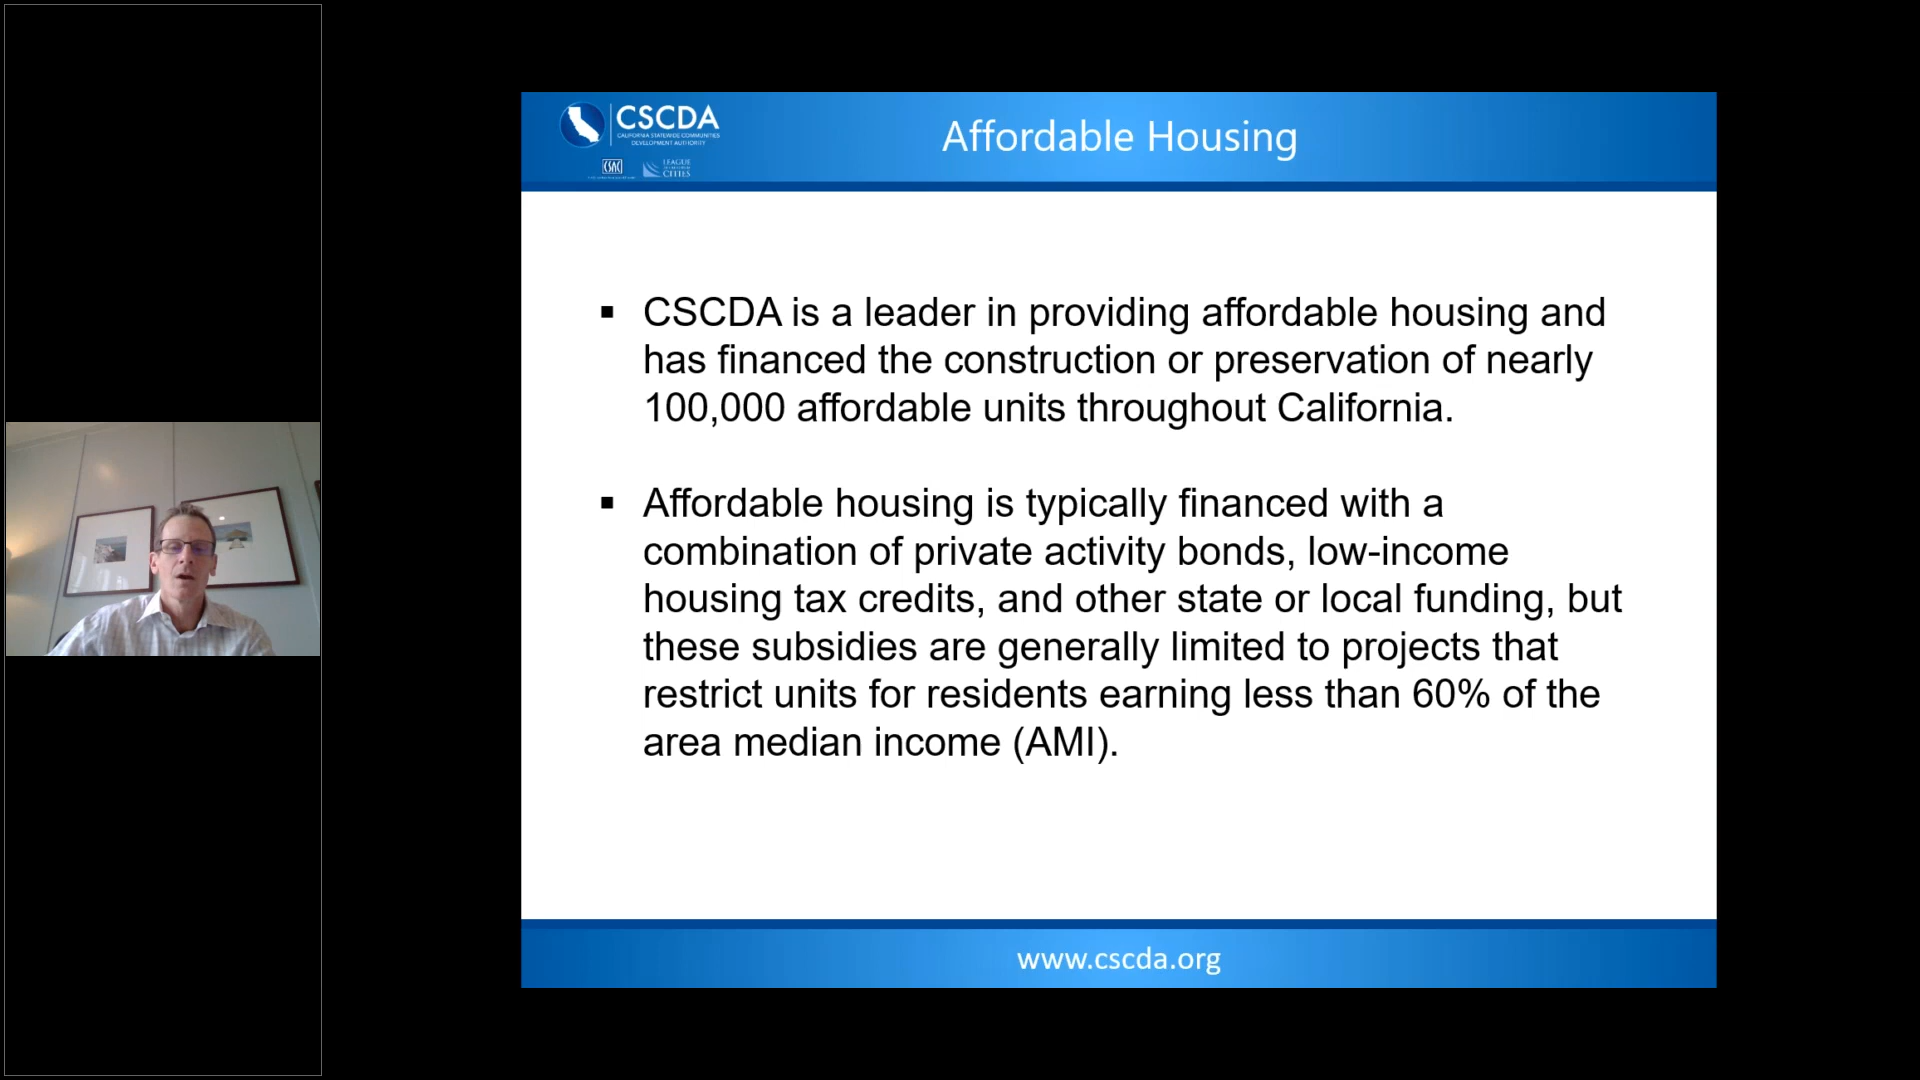 CSCDA
CALIFORNIA STATEWIDE COMMUNITIES
DEVELOPMENT AUTHORITY
CSAC
LEAGUE
CITIES
Affordable Housing
▪ CSCDA is a leader in providing affordable housing and
has financed the construction or preservation of nearly
100,000 affordable units throughout California.
▪ Affordable housing is typically financed with a
combination of private activity bonds, low-income
housing tax credits, and other state or local funding, but
these subsidies are generally limited to projects that
restrict units for residents earning less than 60% of the
area median income (AMI).
www.cscda.org